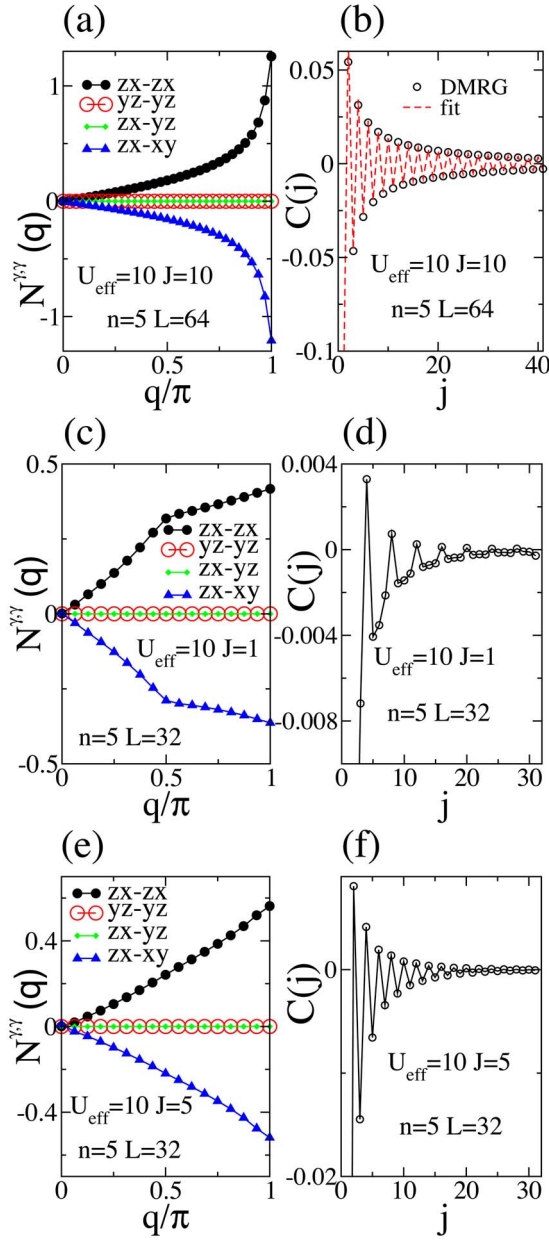 (a)
(b)
1
0
-1
N^γ,γ (q)
zx-zx
yz-yz
zx-yz
zx-xy
U_eff=10 J=10
n=5 L=64
0
0.5
1
q/π
0.05
0
-0.05
-0.1
C(j)
DMRG
fit
U_eff=10 J=10
n=5 L=64
0
20
40
j
(c)
(d)
0.5
0
-0.5
N^γ,γ (q)
zx-zx
yz-yz
zx-yz
zx-xy
U_eff=10 J=1
n=5 L=32
0
0.5
1
q/π
0.004
-0.000
-0.004
-0.008
C(j)
U_eff=10 J=1
n=5 L=32
0
10
20
30
j
(e)
(f)
0.4
0
-0.4
N^γ,γ (q)
zx-zx
yz-yz
zx-yz
zx-xy
U_eff=10 J=5
n=5 L=32
0
0.5
1
q/π
0
-0.02
C(j)
U_eff=10 J=5
n=5 L=32
0
10
20
30
j